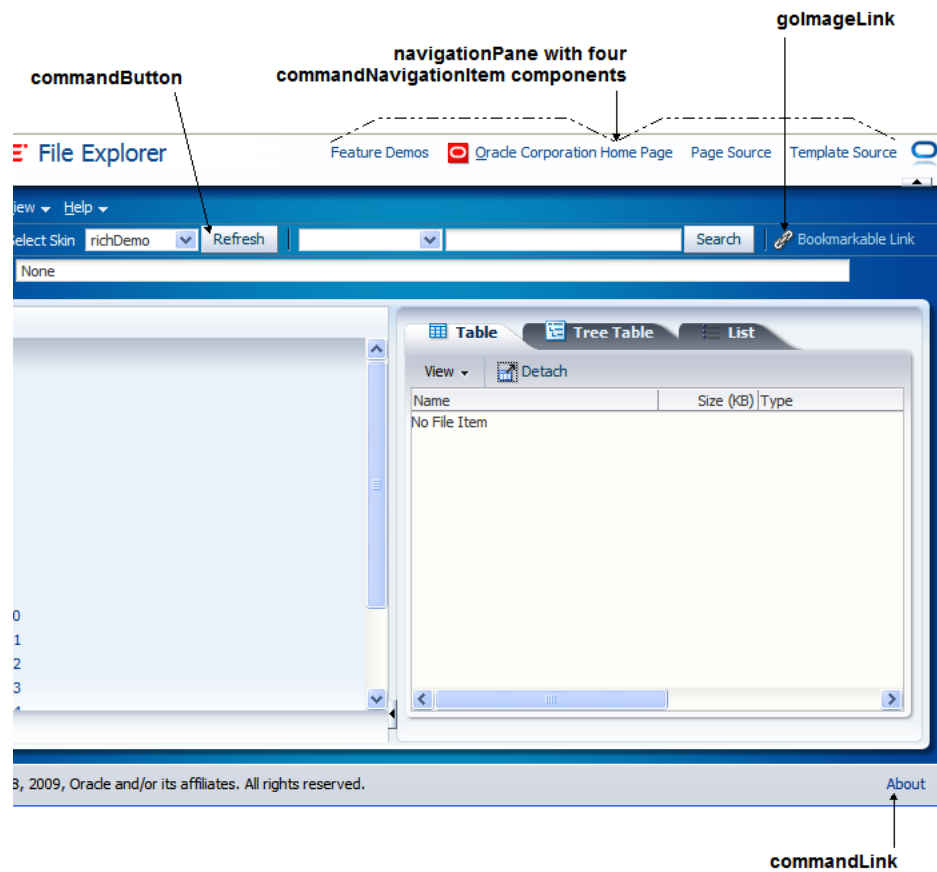 goImageLink
navigationPane with four
commandNavigationItem components
commandButton
File Explorer
Feature Demos Oracle Corporation Home Page Page Source Template Source
iew Help
Select Skin richDemo Refresh Search Bookmarkable Link
None
Table Tree Table List
View Detach
Name Size (KB) Type
No File Item
0
1
2
3
8, 2009, Oracle and/or its affiliates. All rights reserved. About
commandLink